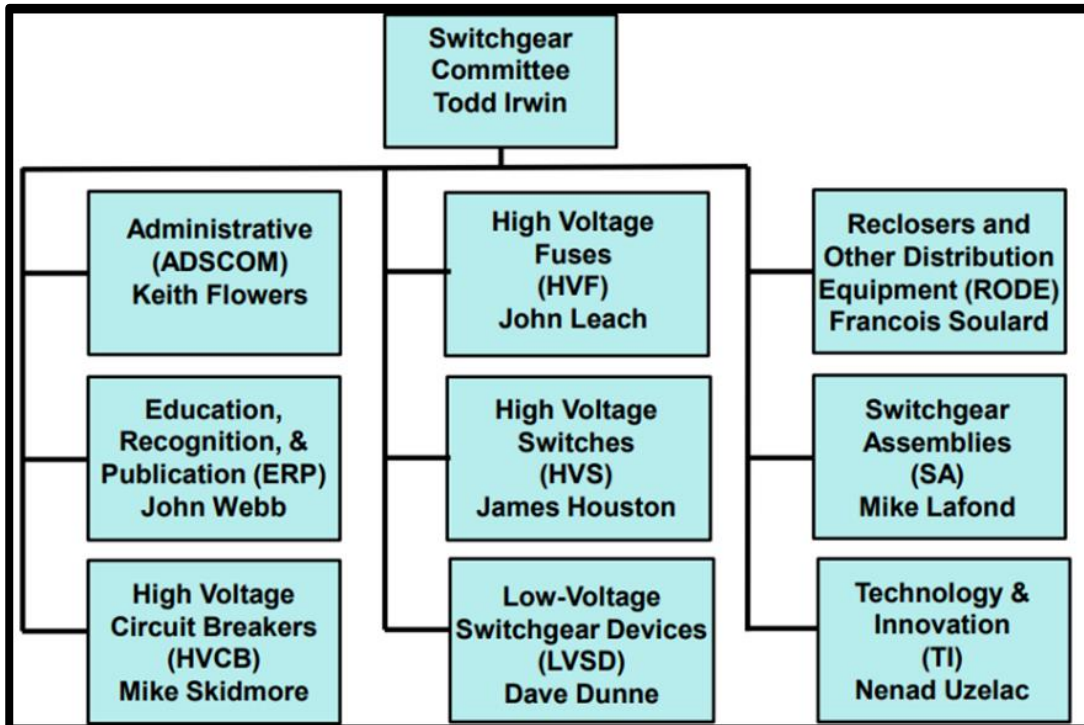 Switchgear
Committee
Todd Irwin
Administrative
(ADSCOM)
Keith Flowers
Education,
Recognition, &
Publication (ERP)
John Webb
High Voltage
Circuit Breakers
(HVCB)
Mike Skidmore
High Voltage
Fuses
(HVF)
John Leach
High Voltage
Switches
(HVS)
James Houston
Low-Voltage
Switchgear Devices
(LVSD)
Dave Dunne
Reclosers and
Other Distribution
Equipment (RODE)
Francois Soulard
Switchgear
Assemblies
(SA)
Mike Lafond
Technology &
Innovation
(TI)
Nenad Uzelac